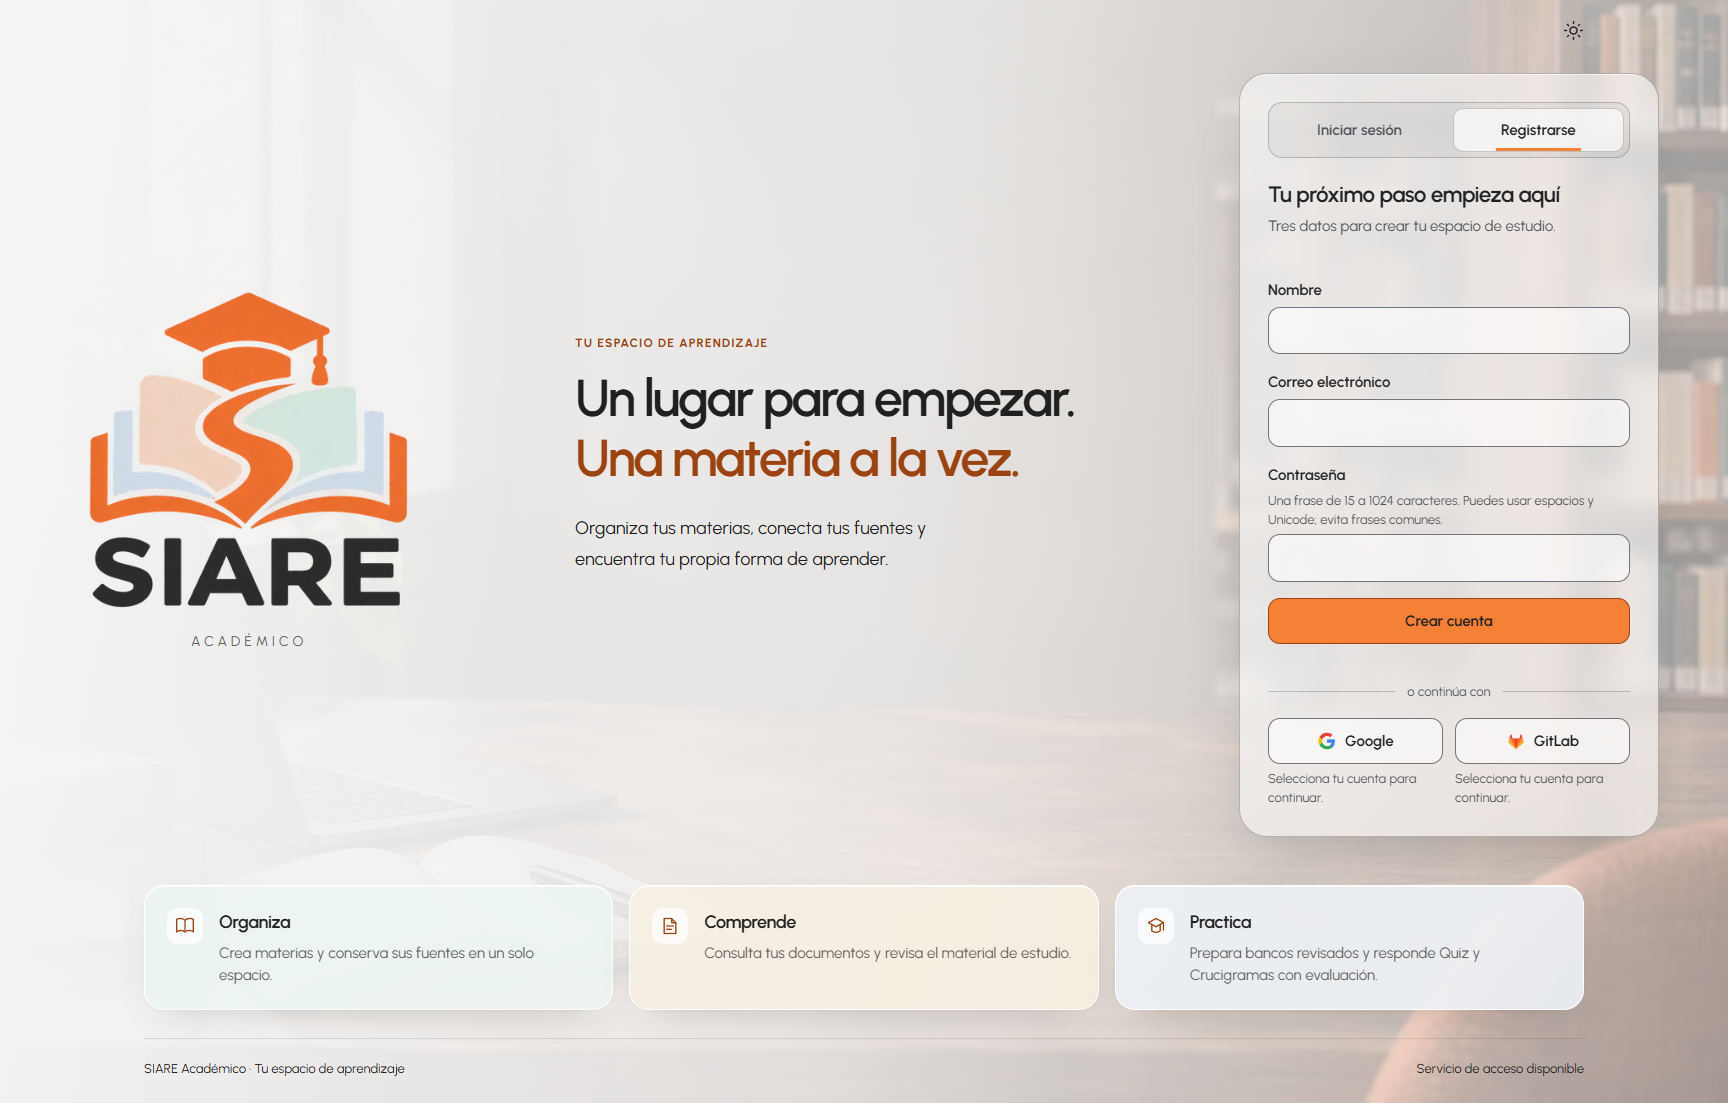 SIARE
ACADÉMICO
TU ESPACIO DE APRENDIZAJE
Un lugar para empezar.
Una materia a la vez.
Organiza tus materias, conecta tus fuentes y
encuentra tu propia forma de aprender.
Iniciar sesión
Registrarse
Tu próximo paso empieza aquí
Tres datos para crear tu espacio de estudio.
Nombre
Correo electrónico
Contraseña
Una frase de 15 a 1024 caracteres. Puedes usar espacios y
Unicode; evita frases comunes.
Crear cuenta
o continúa con
Google
GitLab
Selecciona tu cuenta para
continuar.
Selecciona tu cuenta para
continuar.
Organiza
Crea materias y conserva sus fuentes en un solo
espacio.
Comprende
Consulta tus documentos y revisa el material de estudio.
Practica
Prepara bancos revisados y responde Quiz y
Crucigramas con evaluación.
SIARE Académico · Tu espacio de aprendizaje
Servicio de acceso disponible